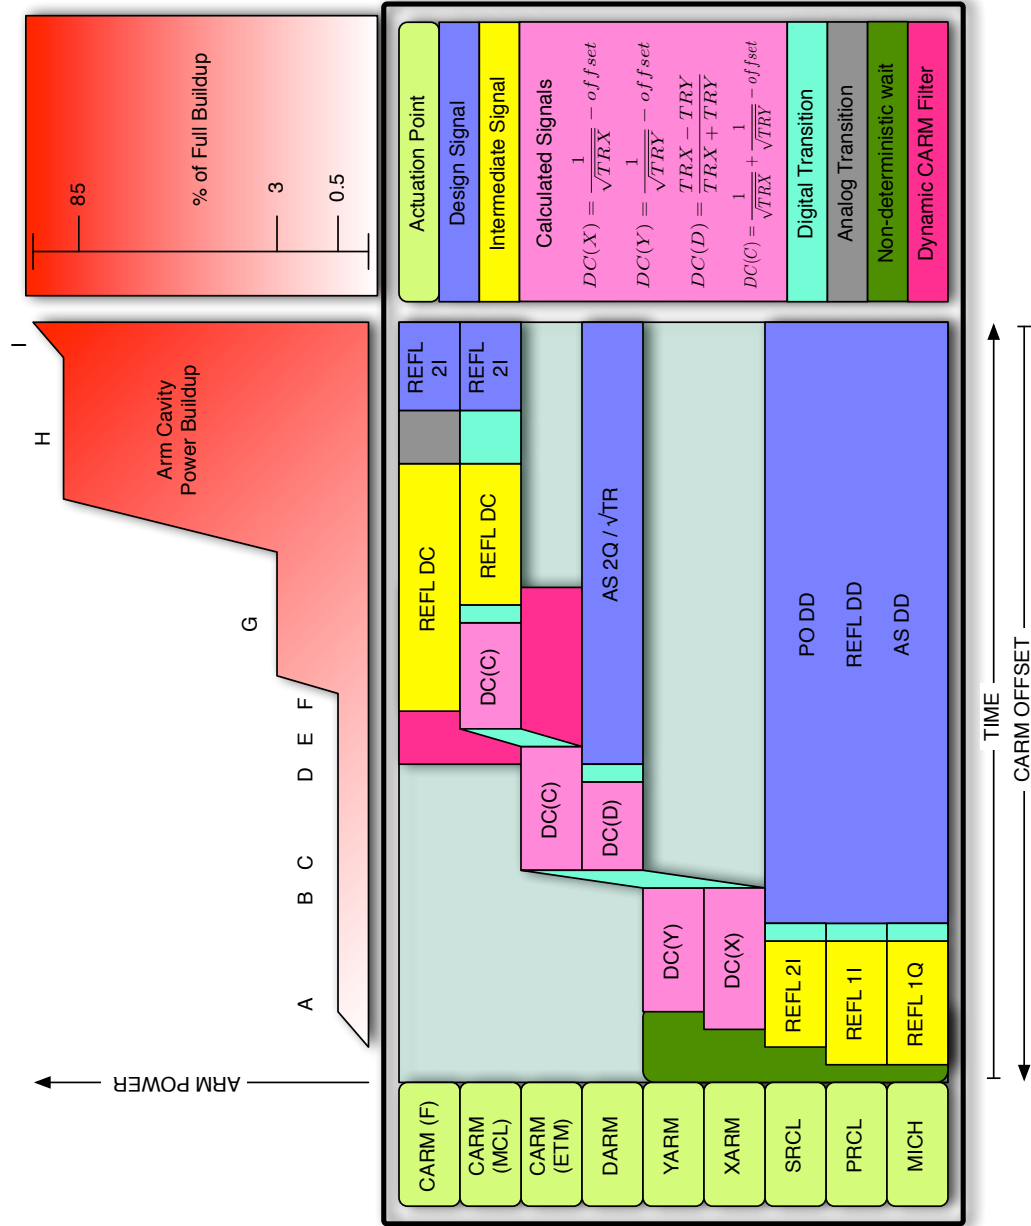 I
H
G
F
E
D
C
B
A
Arm Cavity
Power Buildup
ARM POWER
85
3
0.5
% of Full Buildup
CARM (F)
REFL DC
REFL
2I
CARM
(MCL)
DC(C)
REFL DC
REFL
2I
CARM
(ETM)
DC(C)
DARM
DC(D)
AS 2Q / √TR
YARM
DC(Y)
XARM
DC(X)
SRCL
REFL 2I
PO DD
PRCL
REFL 1I
REFL DD
MICH
REFL 1Q
AS DD
TIME
CARM OFFSET
Actuation Point
Design Signal
Intermediate Signal
Calculated Signals
DC(X) = 1/√TRX − offset
DC(Y) = 1/√TRY − offset
DC(D) = TRX − TRY / TRX + TRY
DC(C) = 1/√TRX + 1/√TRY − offset
Digital Transition
Analog Transition
Non-deterministic wait
Dynamic CARM Filter